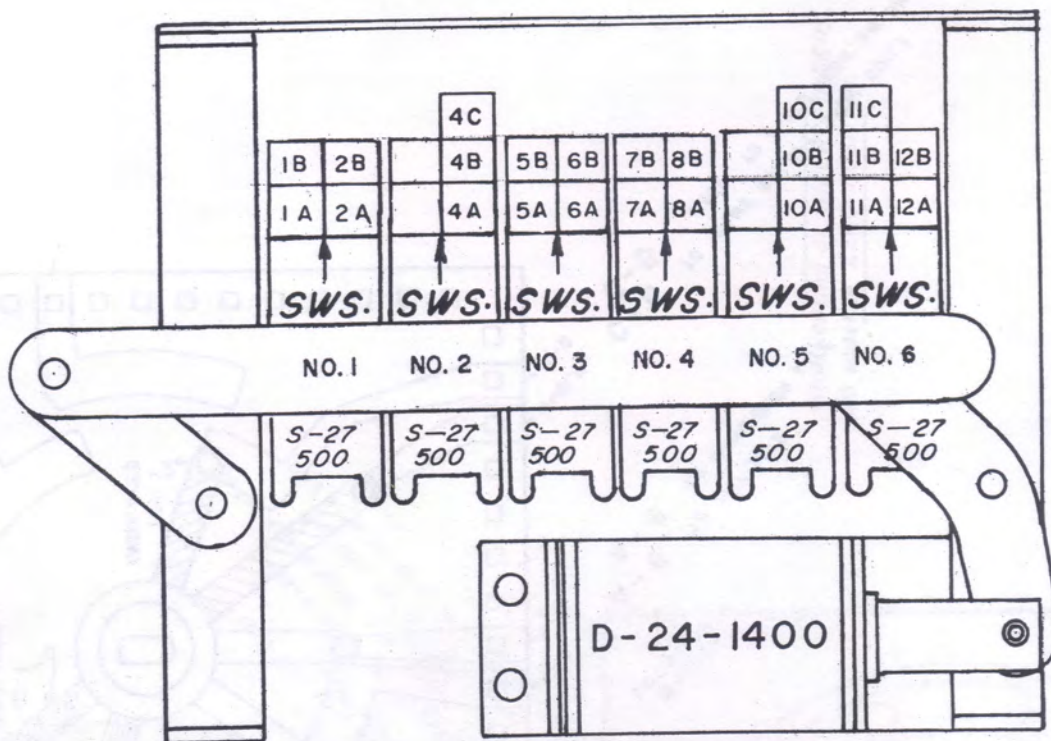 4C 10C 11C
1B 2B 4B 5B 6B 7B 8B 10B 11B 12B
1A 2A 4A 5A 6A 7A 8A 10A 11A 12A
SWS. SWS. SWS. SWS. SWS. SWS.
NO. 1 NO. 2 NO. 3 NO. 4 NO. 5 NO. 6
S-27 S-27 S-27 S-27 S-27 S-27
500 500 500 500 500 500
D-24-1400